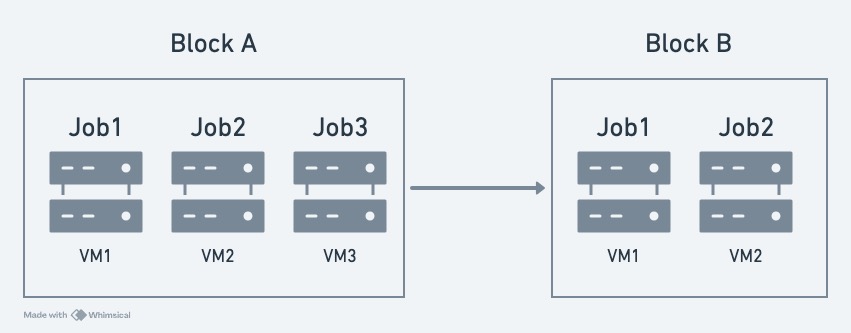 Block A
Block B
Job1 Job2 Job3
Job1 Job2
VM1 VM2 VM3
VM1 VM2
Made with Whimsical